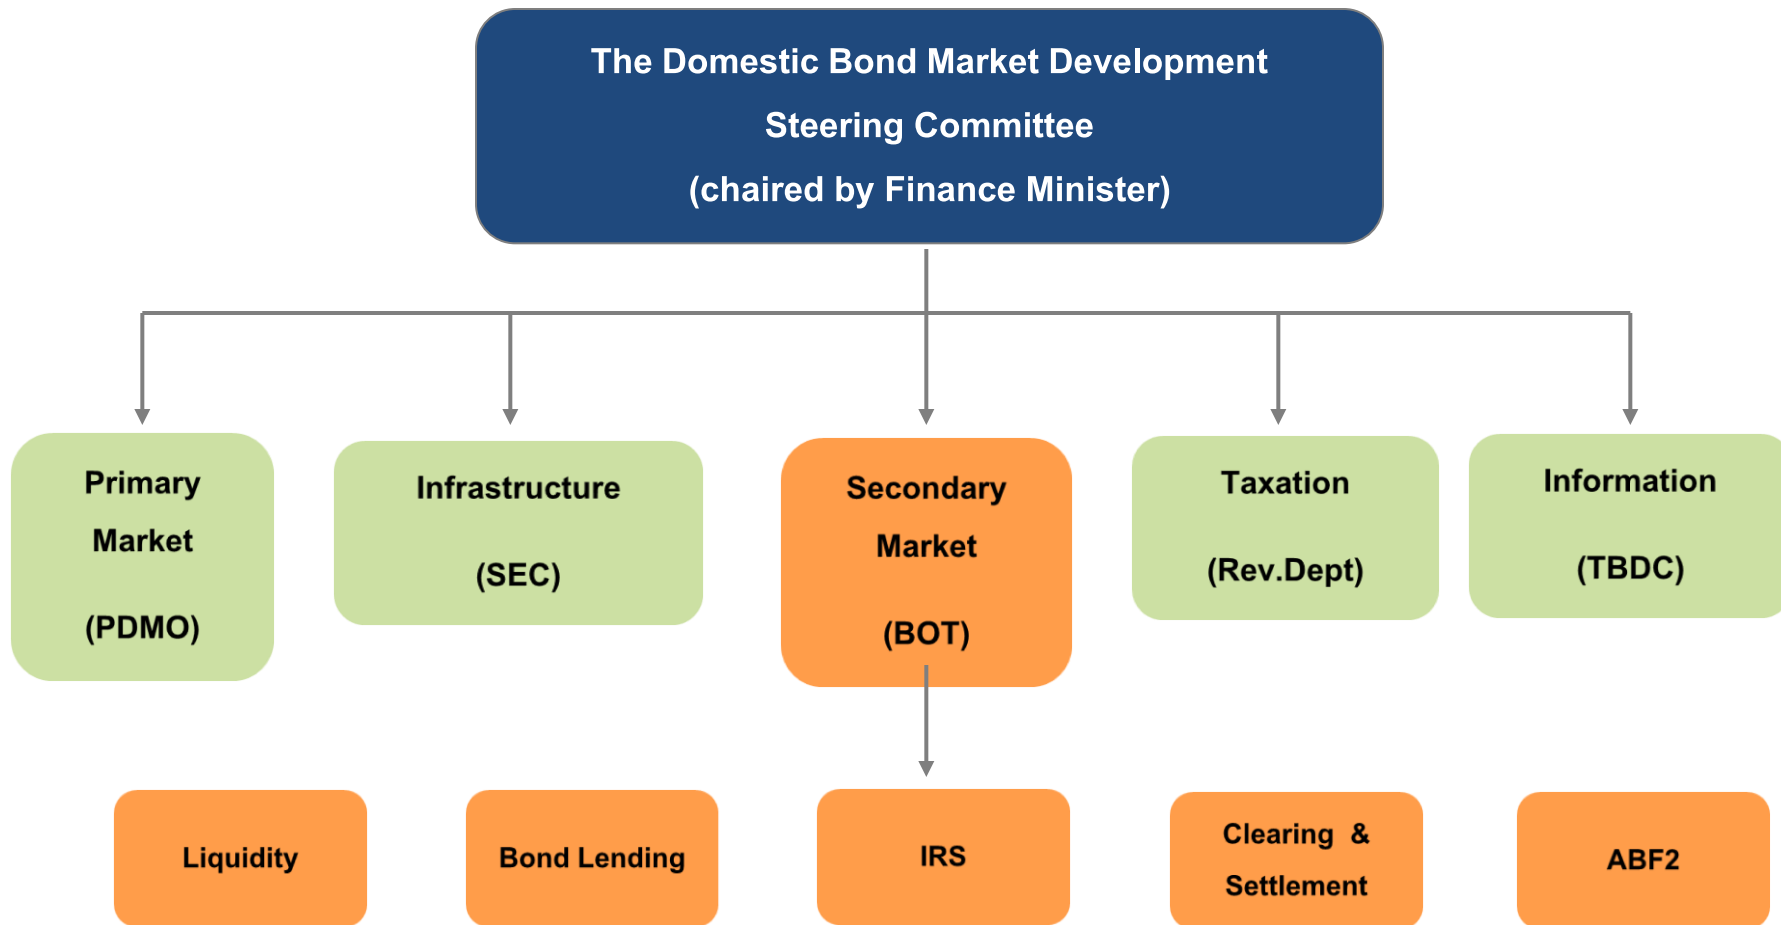 The Domestic Bond Market Development
Steering Committee
(chaired by Finance Minister)
Primary
Market
(PDMO)
Infrastructure
(SEC)
Secondary
Market
(BOT)
Taxation
(Rev.Dept)
Information
(TBDC)
Liquidity
Bond Lending
IRS
Clearing &
Settlement
ABF2